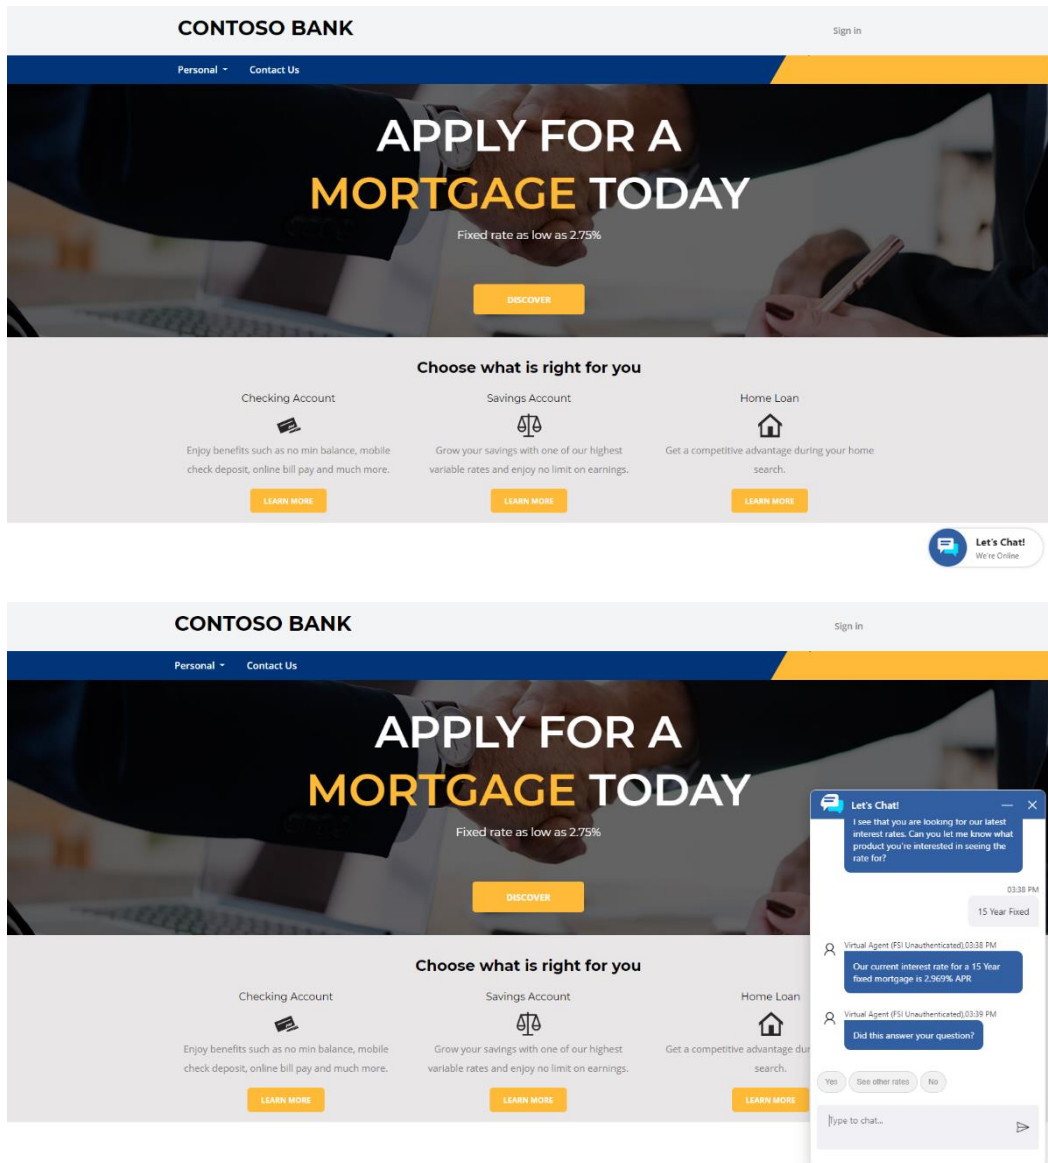 CONTOSO BANK
Sign in
Personal
Contact Us
APPLY FOR A
MORTGAGE TODAY
Fixed rate as low as 2.75%
DISCOVER
Choose what is right for you
Checking Account
Enjoy benefits such as no min balance, mobile
check deposit, online bill pay and much more.
LEARN MORE
Savings Account
Grow your savings with one of our highest
variable rates and enjoy no limit on earnings.
LEARN MORE
Home Loan
Get a competitive advantage during your home
search.
LEARN MORE
Let's Chat!
We're Online
CONTOSO BANK
Sign in
Personal
Contact Us
APPLY FOR A
MORTGAGE TODAY
Fixed rate as low as 2.75%
DISCOVER
Choose what is right for you
Checking Account
Enjoy benefits such as no min balance, mobile
check deposit, online bill pay and much more.
LEARN MORE
Savings Account
Grow your savings with one of our highest
variable rates and enjoy no limit on earnings.
LEARN MORE
Home Loan
Get a competitive advantage dur
search.
LEARN MORE
Let's Chat!
I see that you are looking for our latest
interest rates. Can you let me know what
product you're interested in seeing the
rate for?
03:38 PM
15 Year Fixed
Virtual Agent (FSI Unauthenticated),03:38 PM
Our current interest rate for a 15 Year
fixed mortgage is 2.969% APR
Virtual Agent (FSI Unauthenticated),03:39 PM
Did this answer your question?
Yes
See other rates
No
Type to chat...